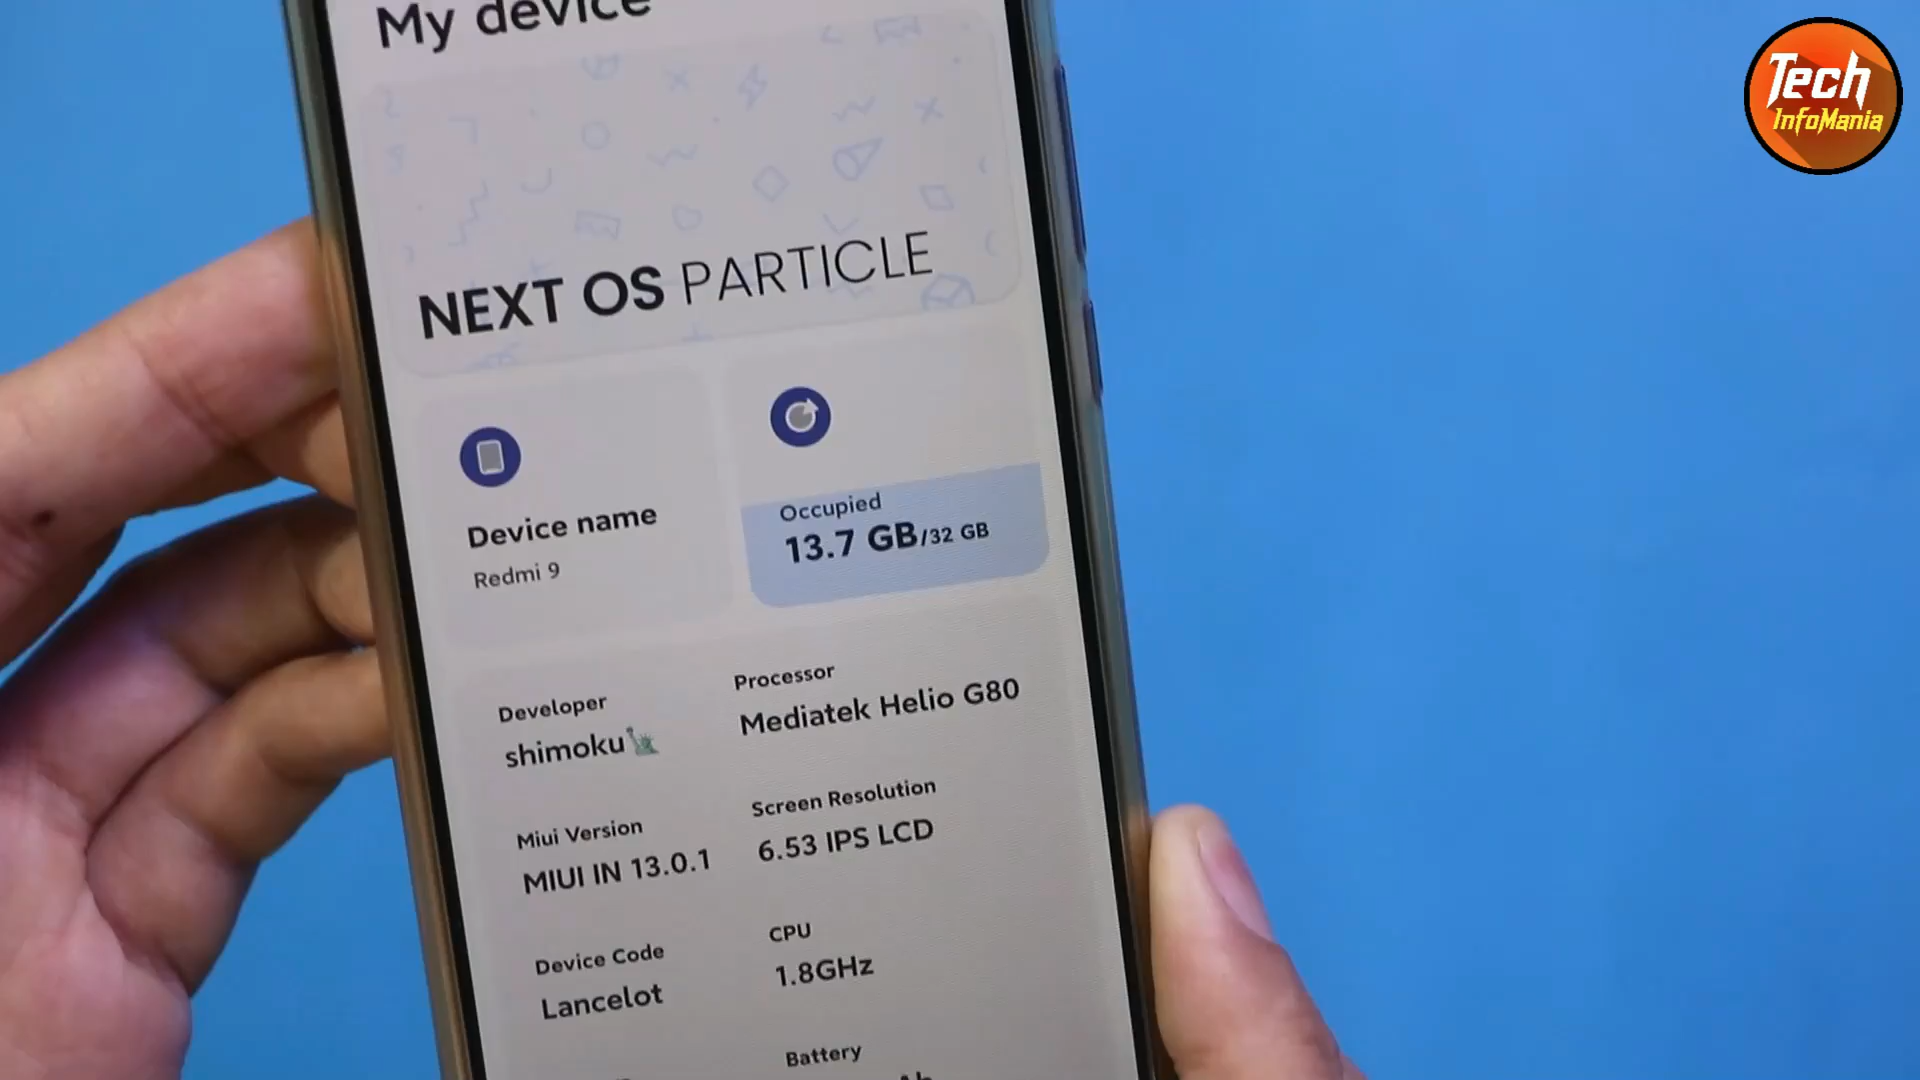 My device
Tech
InfoMania
NEXT OS PARTICLE
Device name
Redmi 9
Occupied
13.7 GB/32 GB
Developer
shimoku🗽
Processor
Mediatek Helio G80
Miui Version
MIUI IN 13.0.1
Screen Resolution
6.53 IPS LCD
Device Code
Lancelot
CPU
1.8GHz
Battery